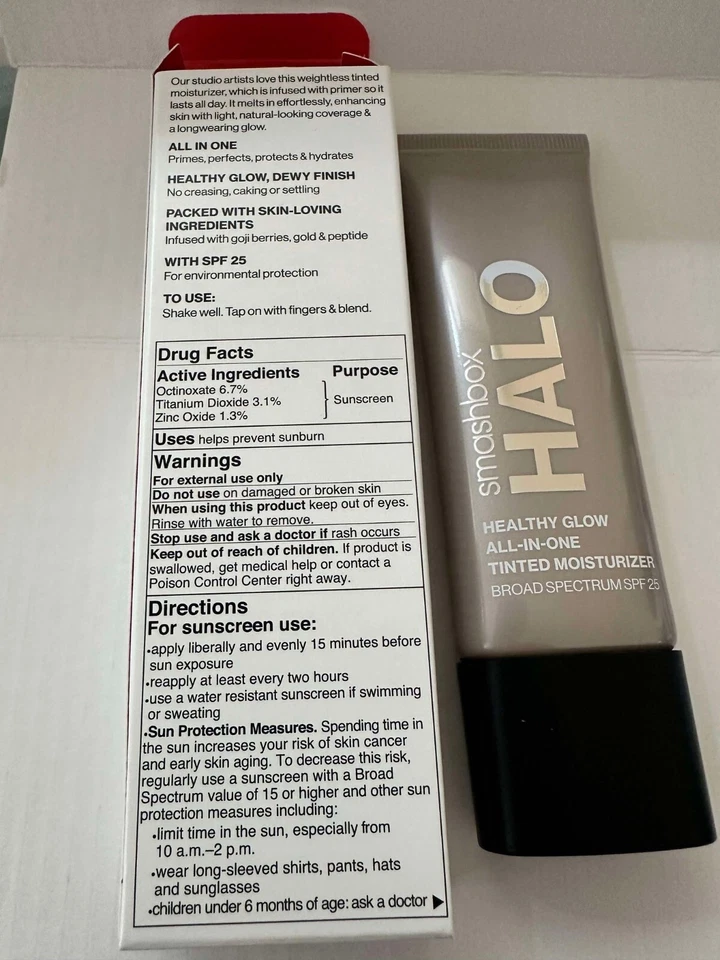 Our studio artists love this weightless tinted
moisturizer, which is infused with primer so it
lasts all day. It melts in effortlessly, enhancing
skin with light, natural-looking coverage &
a longwearing glow.
ALL IN ONE
Primes, perfects, protects & hydrates
HEALTHY GLOW, DEWY FINISH
No creasing, caking or settling
PACKED WITH SKIN-LOVING
INGREDIENTS
Infused with goji berries, gold & peptide
WITH SPF 25
For environmental protection
TO USE:
Shake well. Tap on with fingers & blend.
Drug Facts
Active Ingredients Purpose
Octinoxate 6.7%
Titanium Dioxide 3.1% Sunscreen
Zinc Oxide 1.3%
Uses helps prevent sunburn
Warnings
For external use only
Do not use on damaged or broken skin
When using this product keep out of eyes.
Rinse with water to remove.
Stop use and ask a doctor if rash occurs
Keep out of reach of children. If product is
swallowed, get medical help or contact a
Poison Control Center right away.
Directions
For sunscreen use:
•apply liberally and evenly 15 minutes before
sun exposure
•reapply at least every two hours
•use a water resistant sunscreen if swimming
or sweating
•Sun Protection Measures. Spending time in
the sun increases your risk of skin cancer
and early skin aging. To decrease this risk,
regularly use a sunscreen with a Broad
Spectrum value of 15 or higher and other sun
protection measures including:
•limit time in the sun, especially from
10 a.m.–2 p.m.
•wear long-sleeved shirts, pants, hats
and sunglasses
•children under 6 months of age: ask a doctor ▶
smashbox
HALO
HEALTHY GLOW
ALL-IN-ONE
TINTED MOISTURIZER
BROAD SPECTRUM SPF 25